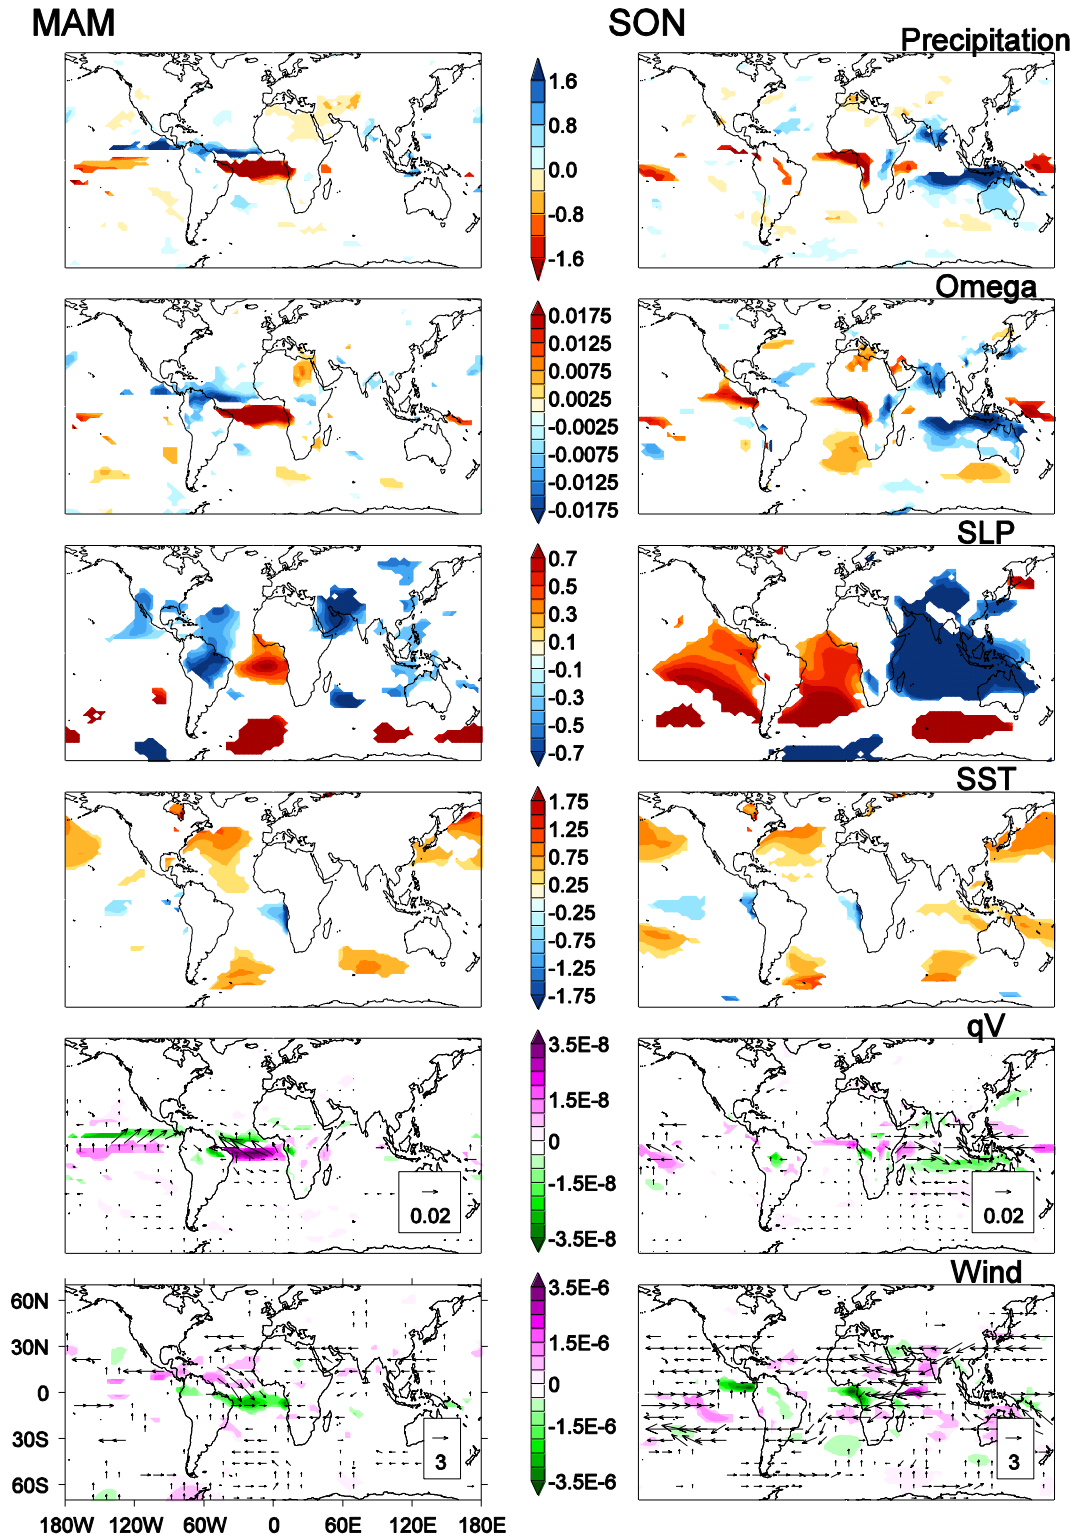 MAM SON
Precipitation
1.6
0.8
0.0
-0.8
-1.6
Omega
0.0175
0.0125
0.0075
0.0025
-0.0025
-0.0075
-0.0125
-0.0175
SLP
0.7
0.5
0.3
0.1
-0.1
-0.3
-0.5
-0.7
SST
1.75
1.25
0.75
0.25
-0.25
-0.75
-1.25
-1.75
qV
3.5E-8
1.5E-8
0
-1.5E-8
-3.5E-8
0.02 0.02
Wind
3.5E-6
1.5E-6
0
-1.5E-6
-3.5E-6
60N
30N
0
30S
60S
3 3
180W 120W 60W 0 60E 120E 180E